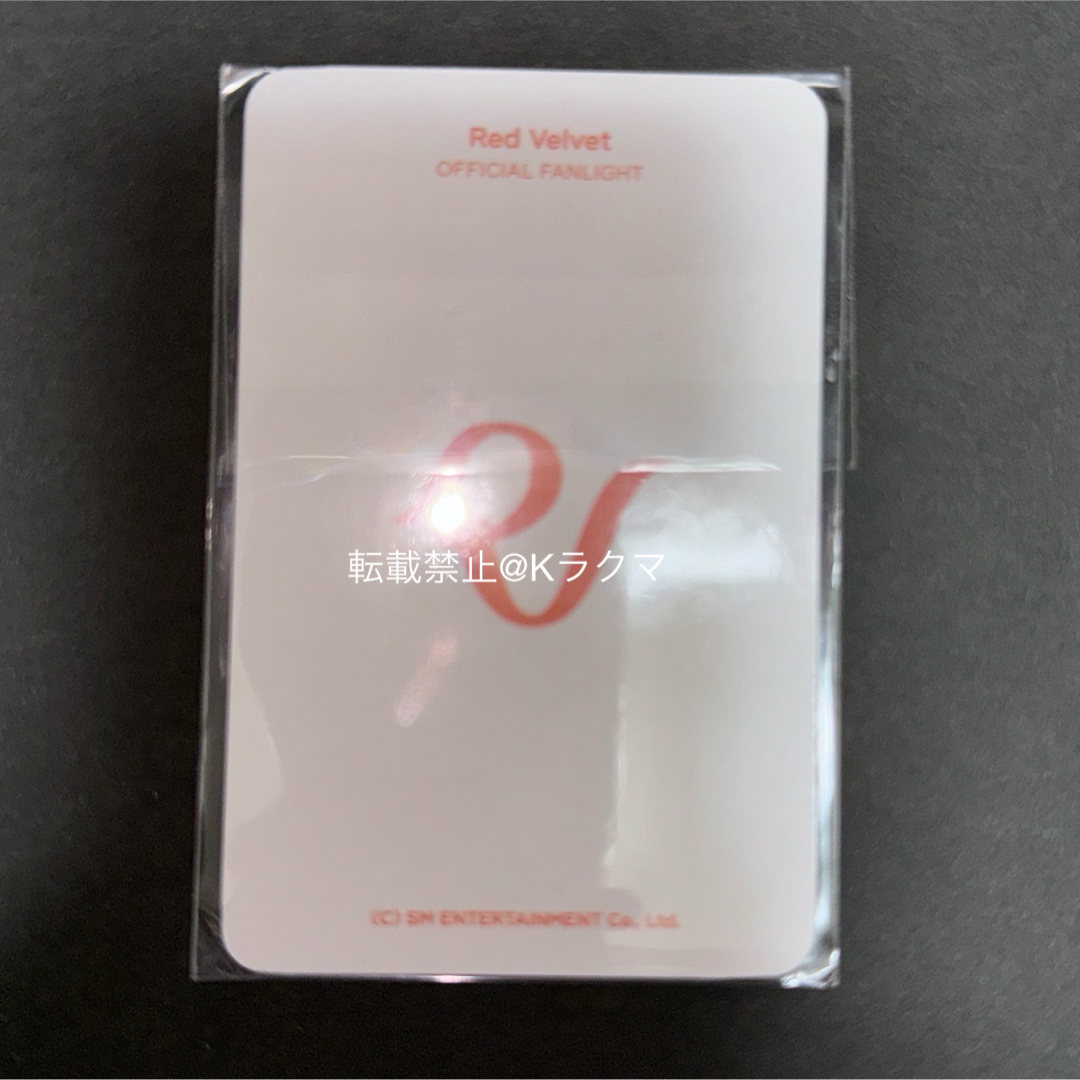 Red Velvet
OFFICIAL FANLIGHT
転載禁止@Kラクマ
(C) SM ENTERTAINMENT Co., Ltd.